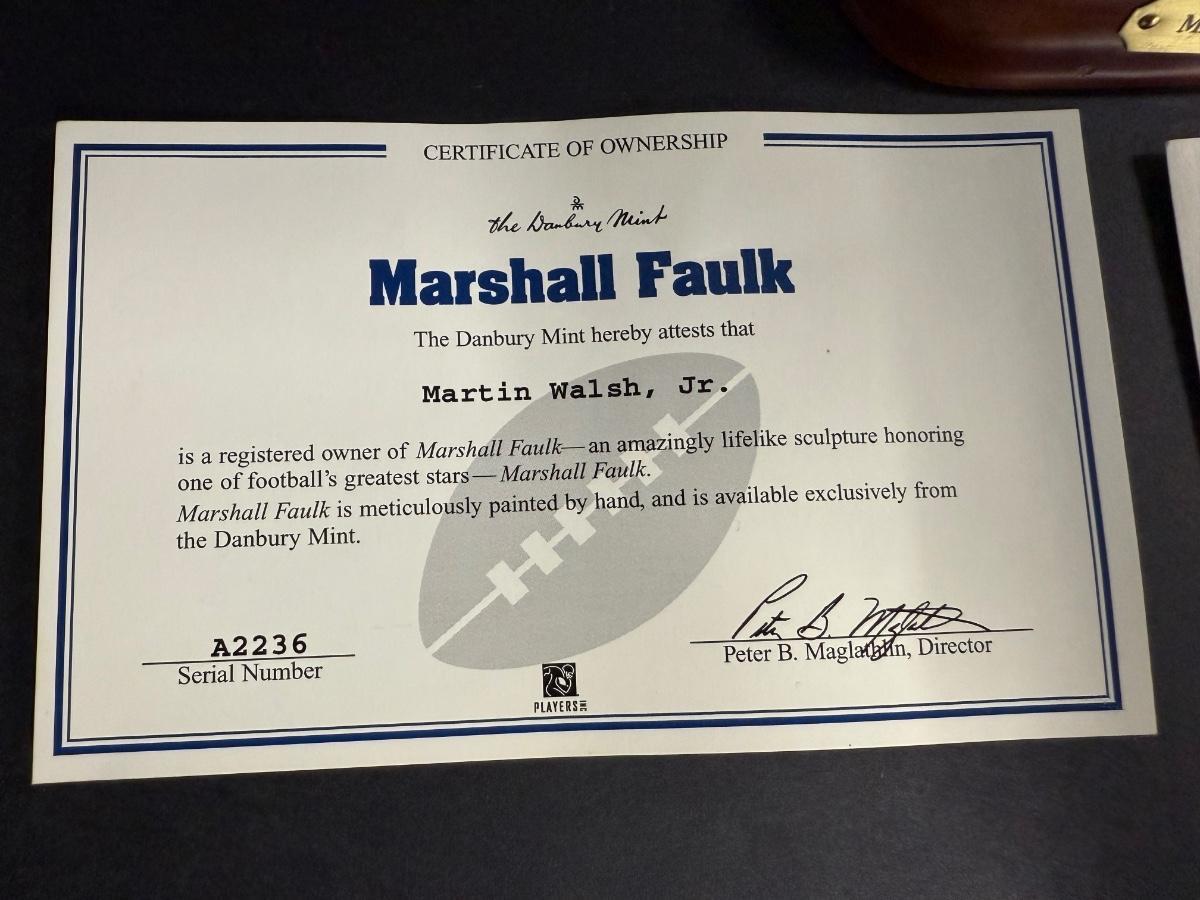 CERTIFICATE OF OWNERSHIP
the Danbury Mint
Marshall Faulk
The Danbury Mint hereby attests that
Martin Walsh, Jr.
is a registered owner of Marshall Faulk—an amazingly lifelike sculpture honoring
one of football's greatest stars—Marshall Faulk.
Marshall Faulk is meticulously painted by hand, and is available exclusively from
the Danbury Mint.
A2236
Serial Number
Peter B. Maglathlin
Peter B. Maglathlin, Director
PLAYERS INC
M